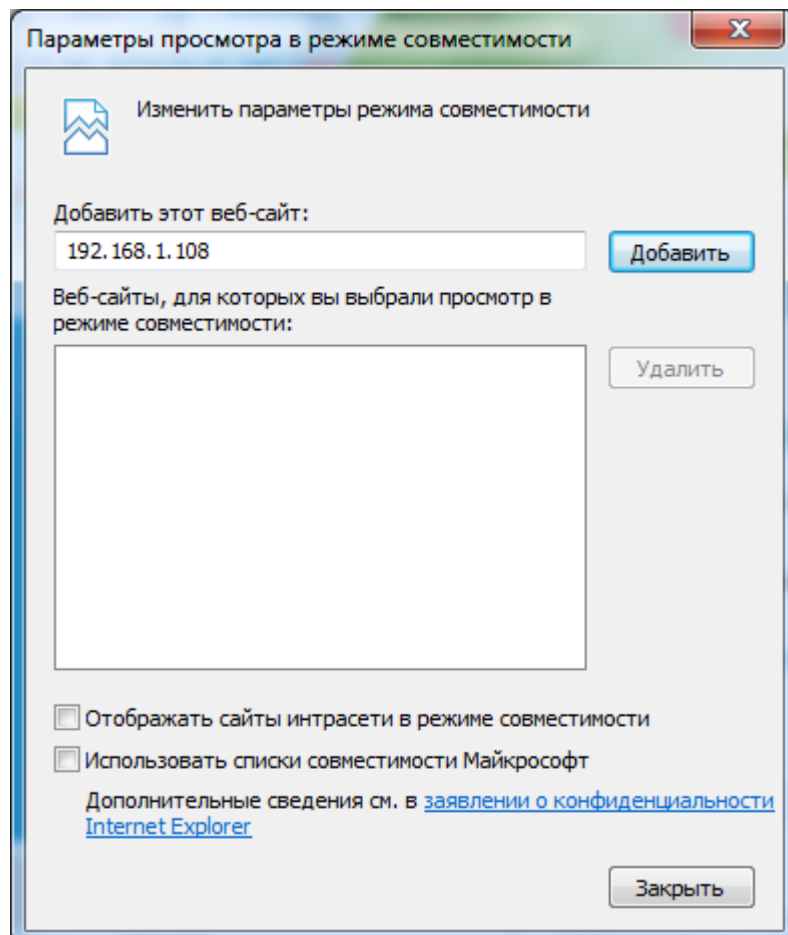 Параметры просмотра в режиме совместимости
Изменить параметры режима совместимости
Добавить этот веб-сайт:
192.168.1.108
Добавить
Веб-сайты, для которых вы выбрали просмотр в
режиме совместимости:
Удалить
Отображать сайты интрасети в режиме совместимости
Использовать списки совместимости Майкрософт
Дополнительные сведения см. в заявлении о конфиденциальности
Internet Explorer
Закрыть